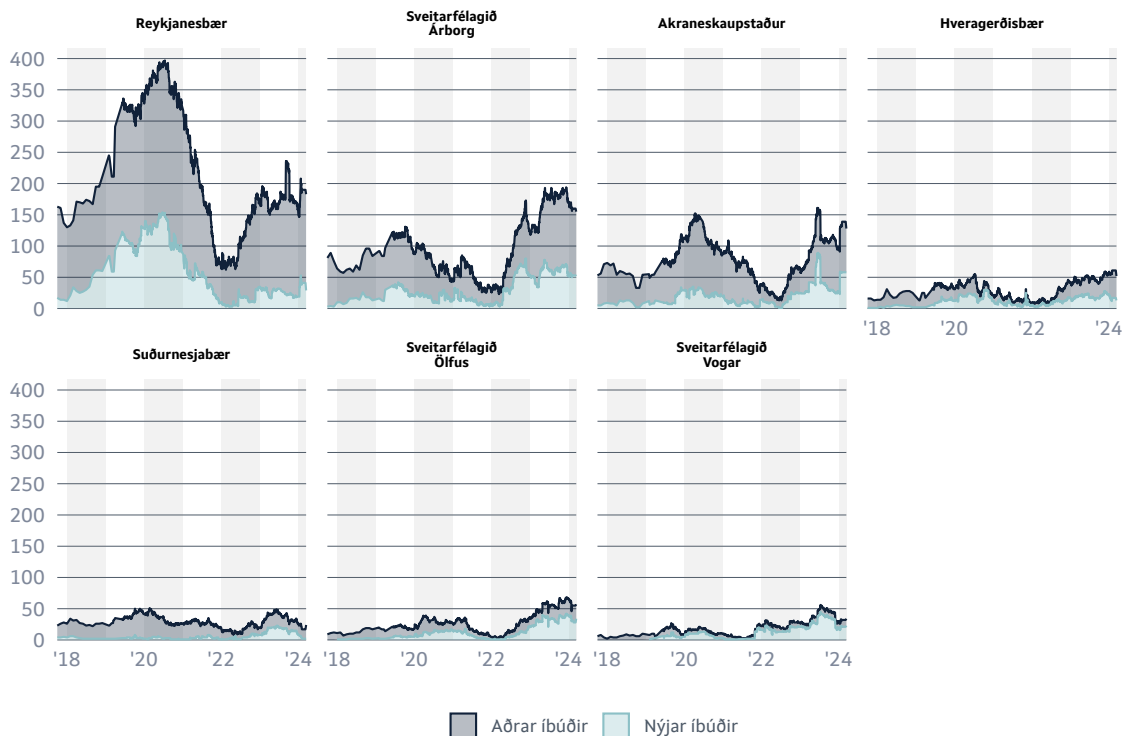 Reykjanesbær
Sveitarfélagið
Árborg
Akraneskaupstaður
Hveragerðisbær
400
350
300
250
200
150
100
50
0
'18 '20 '22 '24
Suðurnesjabær
Sveitarfélagið
Ölfus
Sveitarfélagið
Vogar
400
350
300
250
200
150
100
50
0
'18 '20 '22 '24
'18 '20 '22 '24
'18 '20 '22 '24
Aðrar íbúðir Nýjar íbúðir